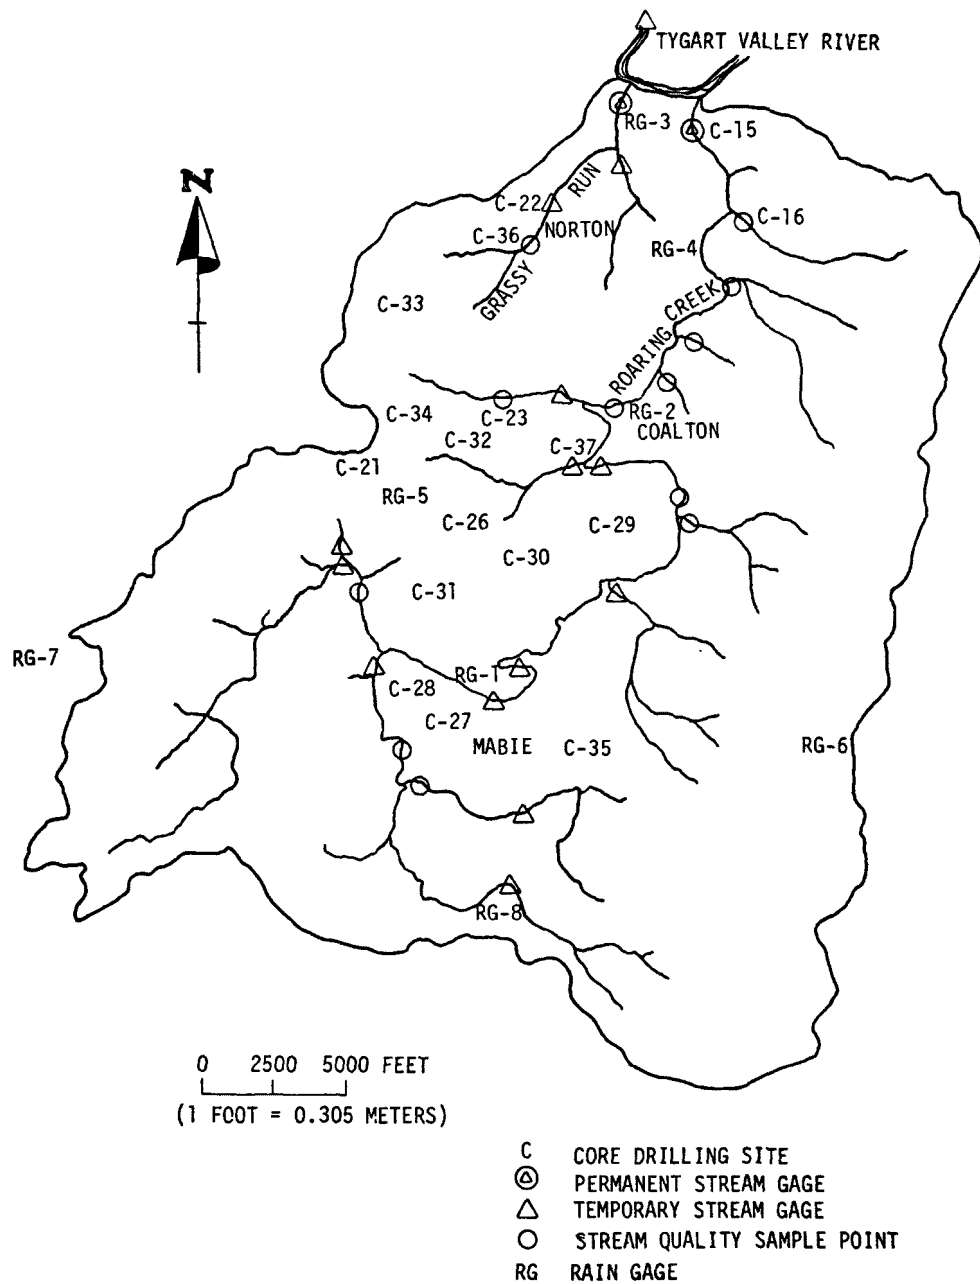 TYGART VALLEY RIVER
RG-3
C-15
N
RUN
C-22
C-16
C-36
NORTON
RG-4
GRASSY
C-33
ROARING CREEK
C-34
C-23
RG-2
C-32
COALTON
C-37
C-21
RG-5
C-26
C-29
C-30
C-31
RG-7
RG-1
C-28
C-27
MABIE
C-35
RG-6
RG-8
0 2500 5000 FEET
(1 FOOT = 0.305 METERS)
C CORE DRILLING SITE
PERMANENT STREAM GAGE
TEMPORARY STREAM GAGE
STREAM QUALITY SAMPLE POINT
RG RAIN GAGE